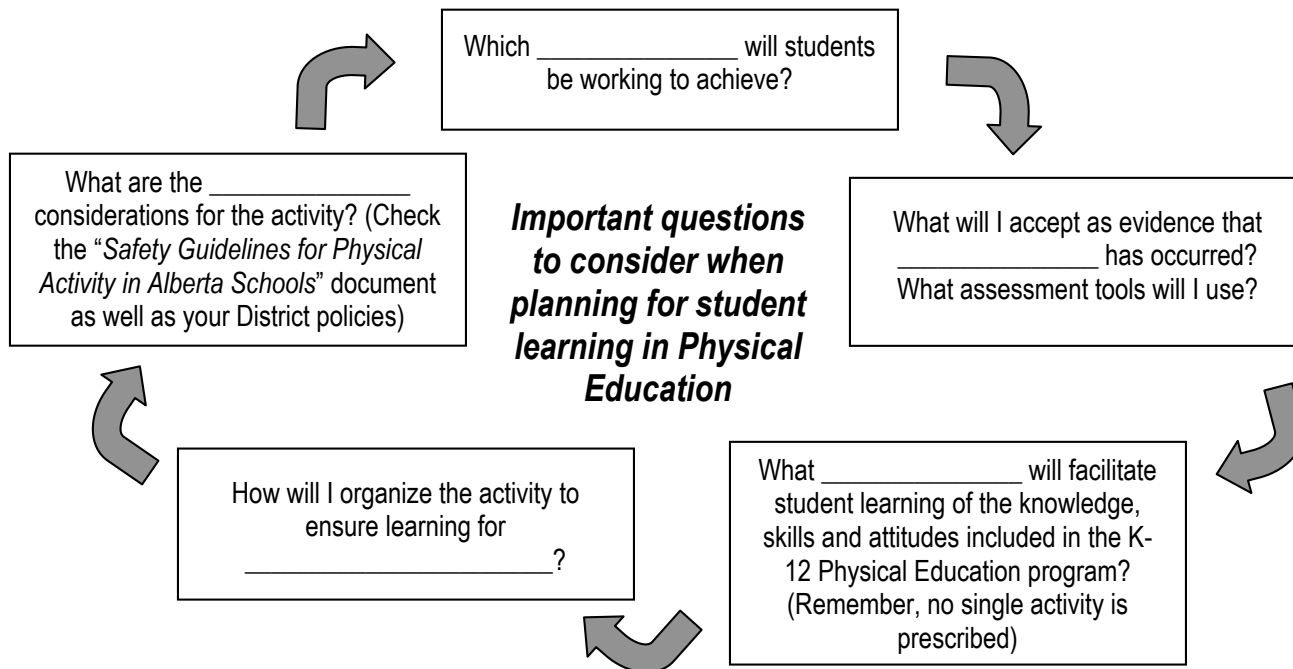 Which _______________ will students
be working to achieve?
What are the _______________
considerations for the activity? (Check
the “Safety Guidelines for Physical
Activity in Alberta Schools” document
as well as your District policies)
Important questions
to consider when
planning for student
learning in Physical
Education
What will I accept as evidence that
_______________ has occurred?
What assessment tools will I use?
How will I organize the activity to
ensure learning for
_______________________?
What _______________ will facilitate
student learning of the knowledge,
skills and attitudes included in the K-
12 Physical Education program?
(Remember, no single activity is
prescribed)